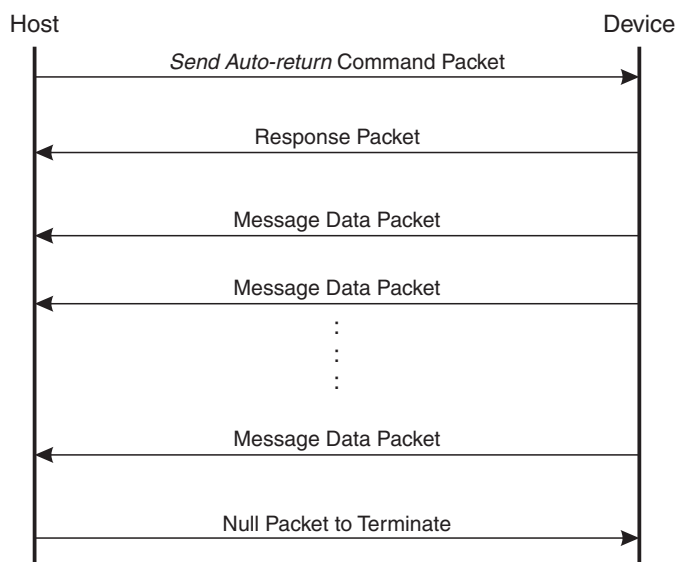 Host Device
Send Auto-return Command Packet
Response Packet
Message Data Packet
Message Data Packet
:
:
:
Message Data Packet
Null Packet to Terminate